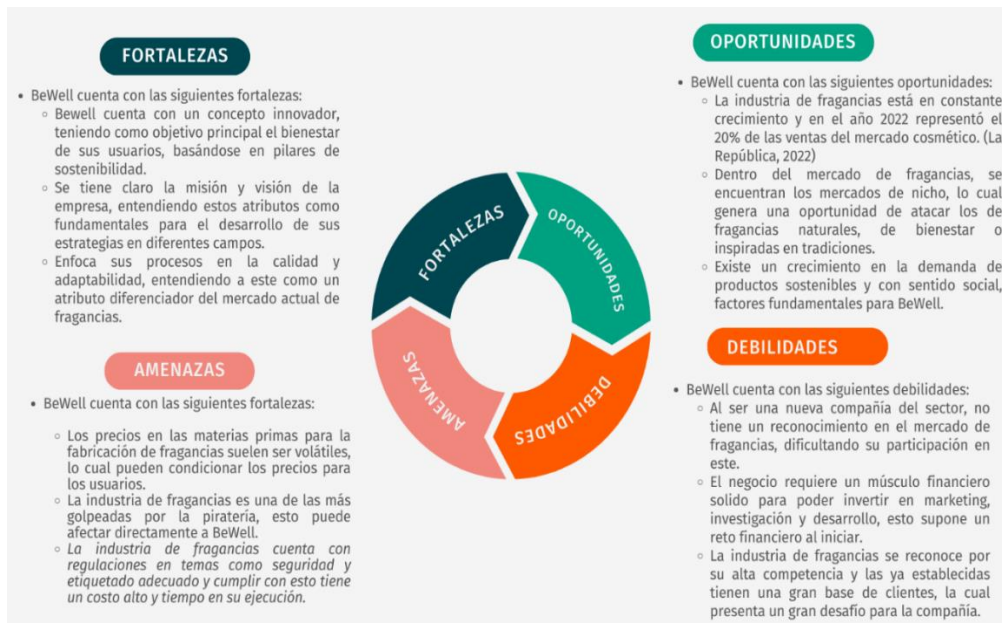 FORTALEZAS
• BeWell cuenta con las siguientes fortalezas:
◦ Bewell cuenta con un concepto innovador,
teniendo como objetivo principal el bienestar
de sus usuarios, basándose en pilares de
sostenibilidad.
◦ Se tiene claro la misión y visión de la
empresa, entendiendo estos atributos como
fundamentales para el desarrollo de sus
estrategias en diferentes campos.
◦ Enfoca sus procesos en la calidad y
adaptabilidad, entendiendo a este como un
atributo diferenciador del mercado actual de
fragancias.
OPORTUNIDADES
• BeWell cuenta con las siguientes oportunidades:
◦ La industria de fragancias está en constante
crecimiento y en el año 2022 representó el
20% de las ventas del mercado cosmético. (La
República, 2022)
◦ Dentro del mercado de fragancias, se
encuentran los mercados de nicho, lo cual
genera una oportunidad de atacar los de
fragancias naturales, de bienestar o
inspiradas en tradiciones.
◦ Existe un crecimiento en la demanda de
productos sostenibles y con sentido social,
factores fundamentales para BeWell.
FORTALEZAS
OPORTUNIDADES
AMENAZAS
DEBILIDADES
AMENAZAS
• BeWell cuenta con las siguientes fortalezas:
◦ Los precios en las materias primas para la
fabricación de fragancias suelen ser volátiles,
lo cual pueden condicionar los precios para
los usuarios.
◦ La industria de fragancias es una de las más
golpeadas por la piratería, esto puede
afectar directamente a BeWell.
◦ La industria de fragancias cuenta con
regulaciones en temas como seguridad y
etiquetado adecuado y cumplir con esto tiene
un costo alto y tiempo en su ejecución.
DEBILIDADES
• BeWell cuenta con las siguientes debilidades:
◦ Al ser una nueva compañía del sector, no
tiene un reconocimiento en el mercado de
fragancias, dificultando su participación en
este.
◦ El negocio requiere un músculo financiero
solido para poder invertir en marketing,
investigación y desarrollo, esto supone un
reto financiero al iniciar.
◦ La industria de fragancias se reconoce por
su alta competencia y las ya establecidas
tienen una gran base de clientes, la cual
presenta un gran desafío para la compañía.